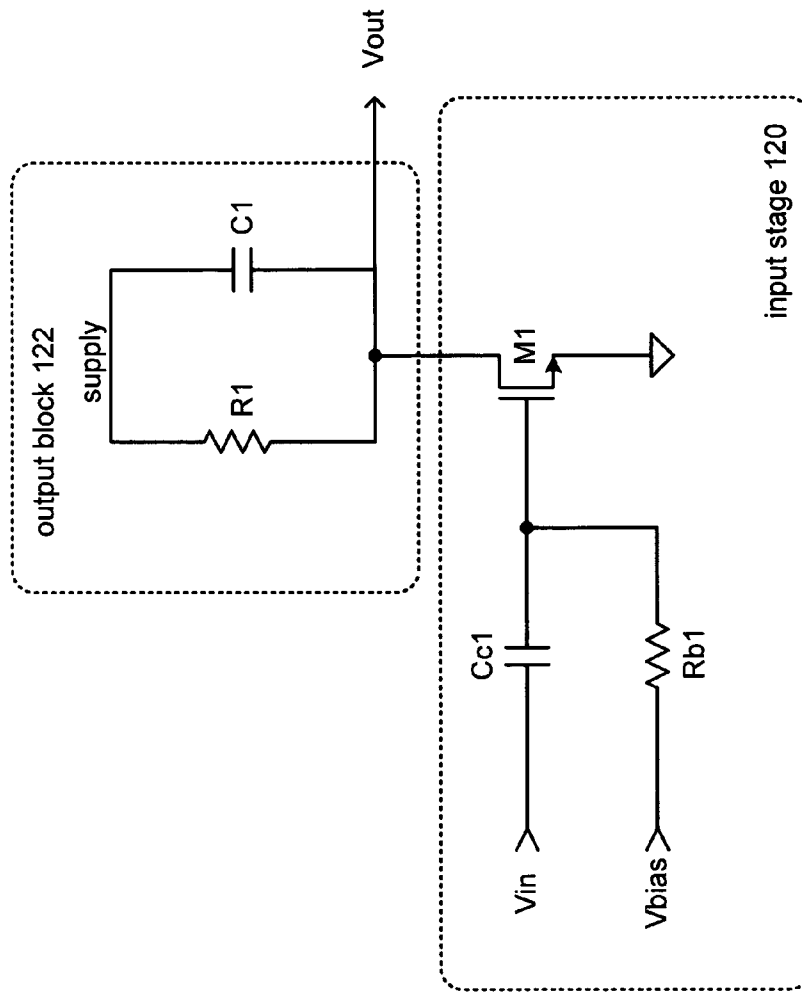 output block 122
supply
R1
C1
Vout
M1
Cc1
Rb1
Vin
Vbias
input stage 120